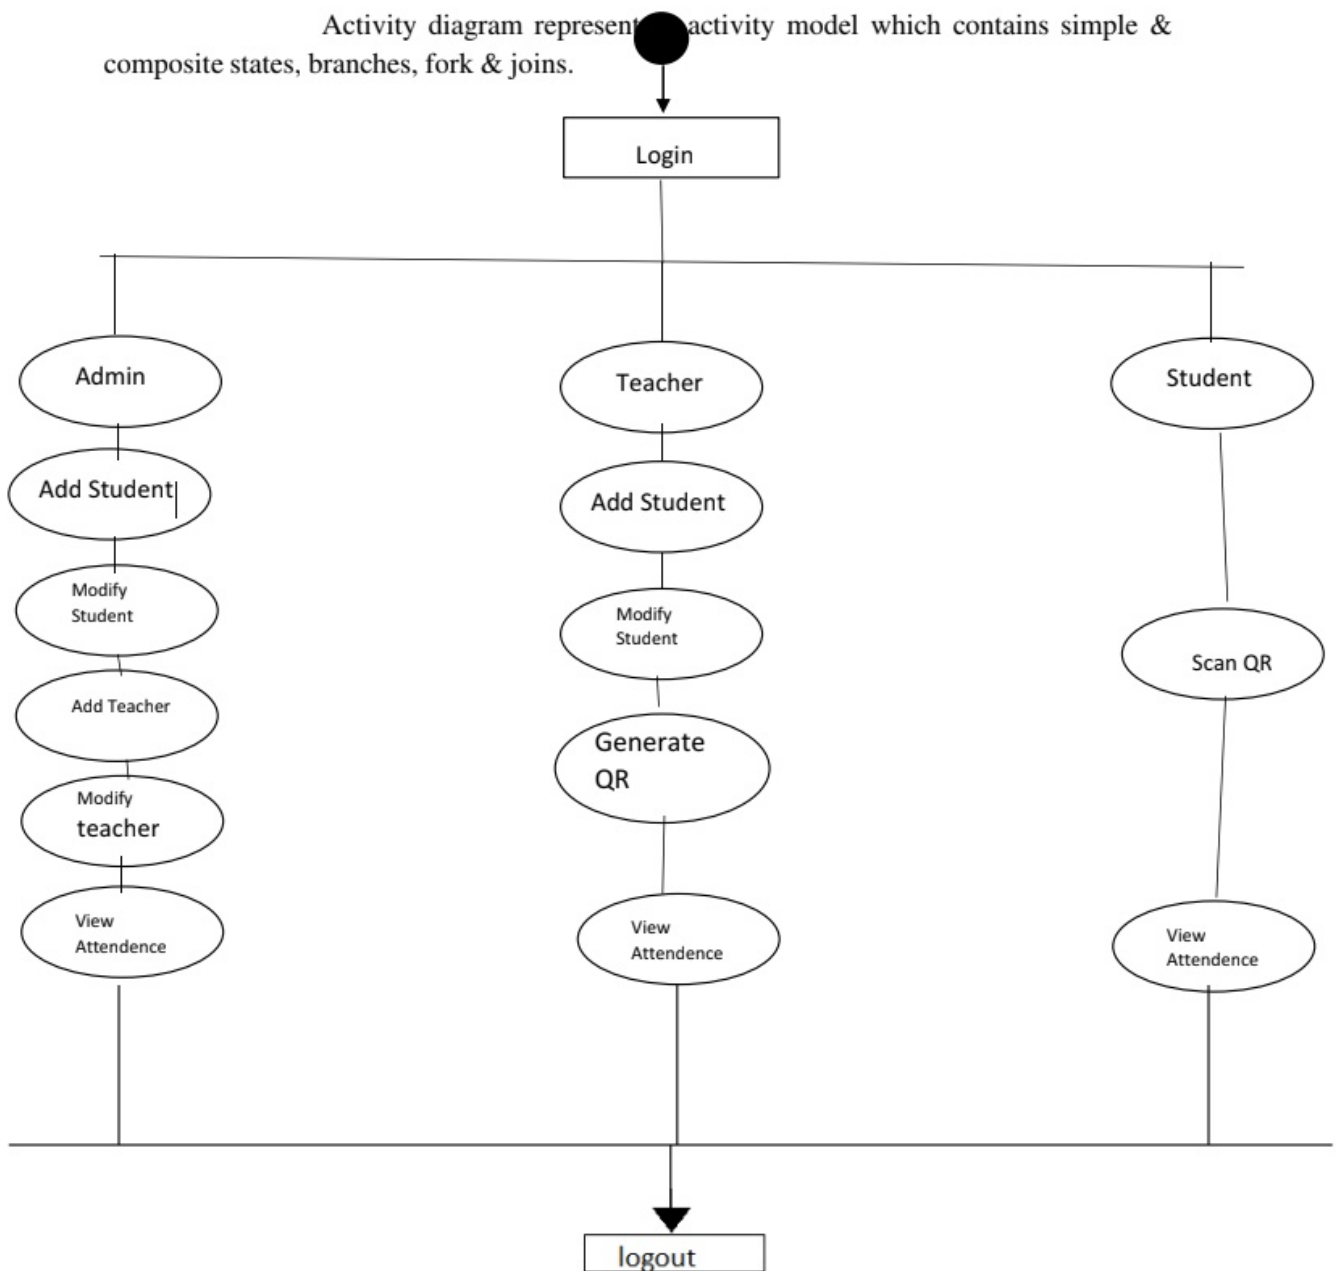 Activity diagram represent activity model which contains simple &
composite states, branches, fork & joins.
Login
Admin
Add Student
Modify
Student
Add Teacher
Modify
teacher
View
Attendence
Teacher
Add Student
Modify
Student
Generate
QR
View
Attendence
Student
Scan QR
View
Attendence
logout